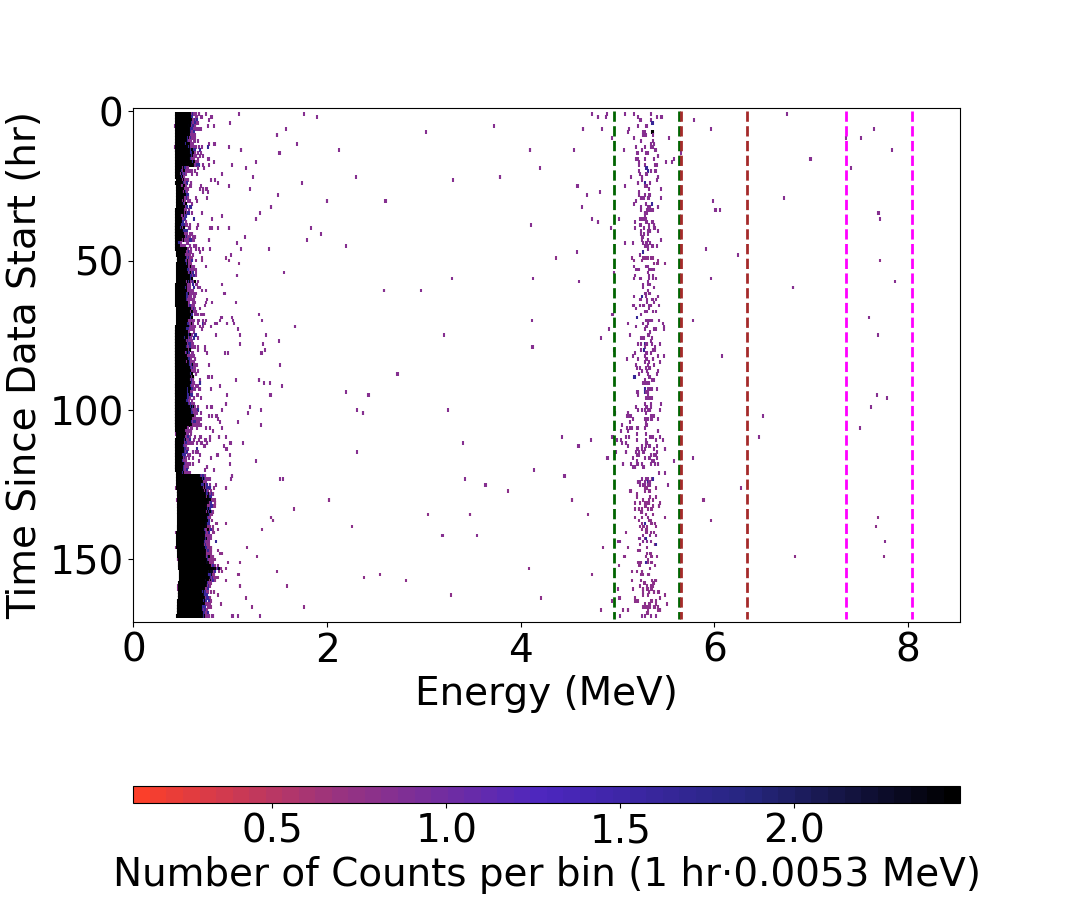 Time Since Data Start (hr)
0
50
100
150
0 2 4 6 8
Energy (MeV)
0.5 1.0 1.5 2.0
Number of Counts per bin (1 hr·0.0053 MeV)